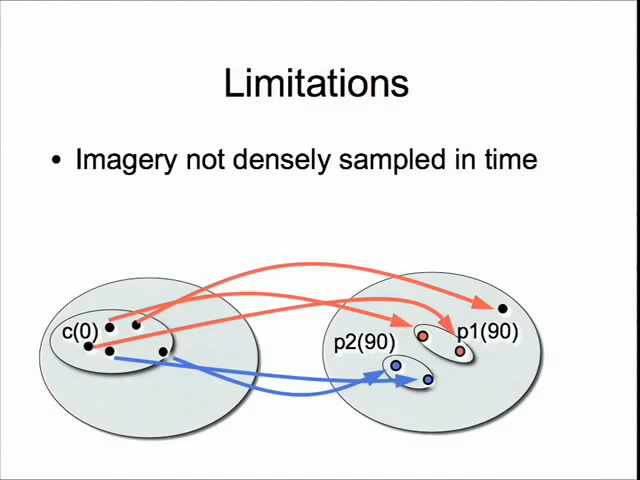 Limitations
• Imagery not densely sampled in time
c(0)
p1(90)
p2(90)